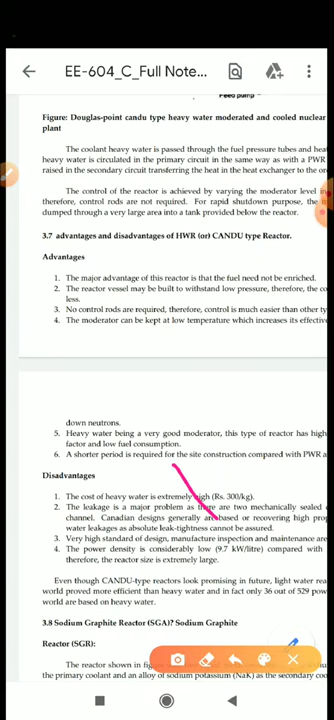 EE-604_C_Full Note...
Feed pump
Figure: Douglas-point candu type heavy water moderated and cooled nuclear
plant
The coolant heavy water is passed through the fuel pressure tubes and hea
heavy water is circulated in the primary circuit in the same way as with a PWR
raised in the secondary circuit transferring the heat in the heat exchanger to the or
The control of the reactor is achieved by varying the moderator level in
therefore, control rods are not required. For rapid shutdown purpose, the
dumped through a very large area into a tank provided below the reactor.
3.7 advantages and disadvantages of HWR (or) CANDU type Reactor.
Advantages
1. The major advantage of this reactor is that the fuel need not be enriched.
2. The reactor vessel may be built to withstand low pressure, therefore, the co
less.
3. No control rods are required, therefore, control is much easier than other ty
4. The moderator can be kept at low temperature which increases its effectiv
down neutrons.
5. Heavy water being a very good moderator, this type of reactor has high
factor and low fuel consumption.
6. A shorter period is required for the site construction compared with PWR a
Disadvantages
1. The cost of heavy water is extremely high (Rs. 300/kg).
2. The leakage is a major problem as there are two mechanically sealed
channel. Canadian designs generally are based or recovering high prop
water leakages as absolute leak-tightness cannot be assured.
3. Very high standard of design, manufacture inspection and maintenance are
4. The power density is considerably low (9.7 kW/litre) compared with
therefore, the reactor size is extremely large.
Even though CANDU-type reactors look promising in future, light water rea
world proved more efficient than heavy water and in fact only 36 out of 529 pow
world are based on heavy water.
3.8 Sodium Graphite Reactor (SGA)? Sodium Graphite
Reactor (SGR):
The reactor shown in fig
the primary coolant and an alloy of sodium potassium (NaK) as the secondary coo